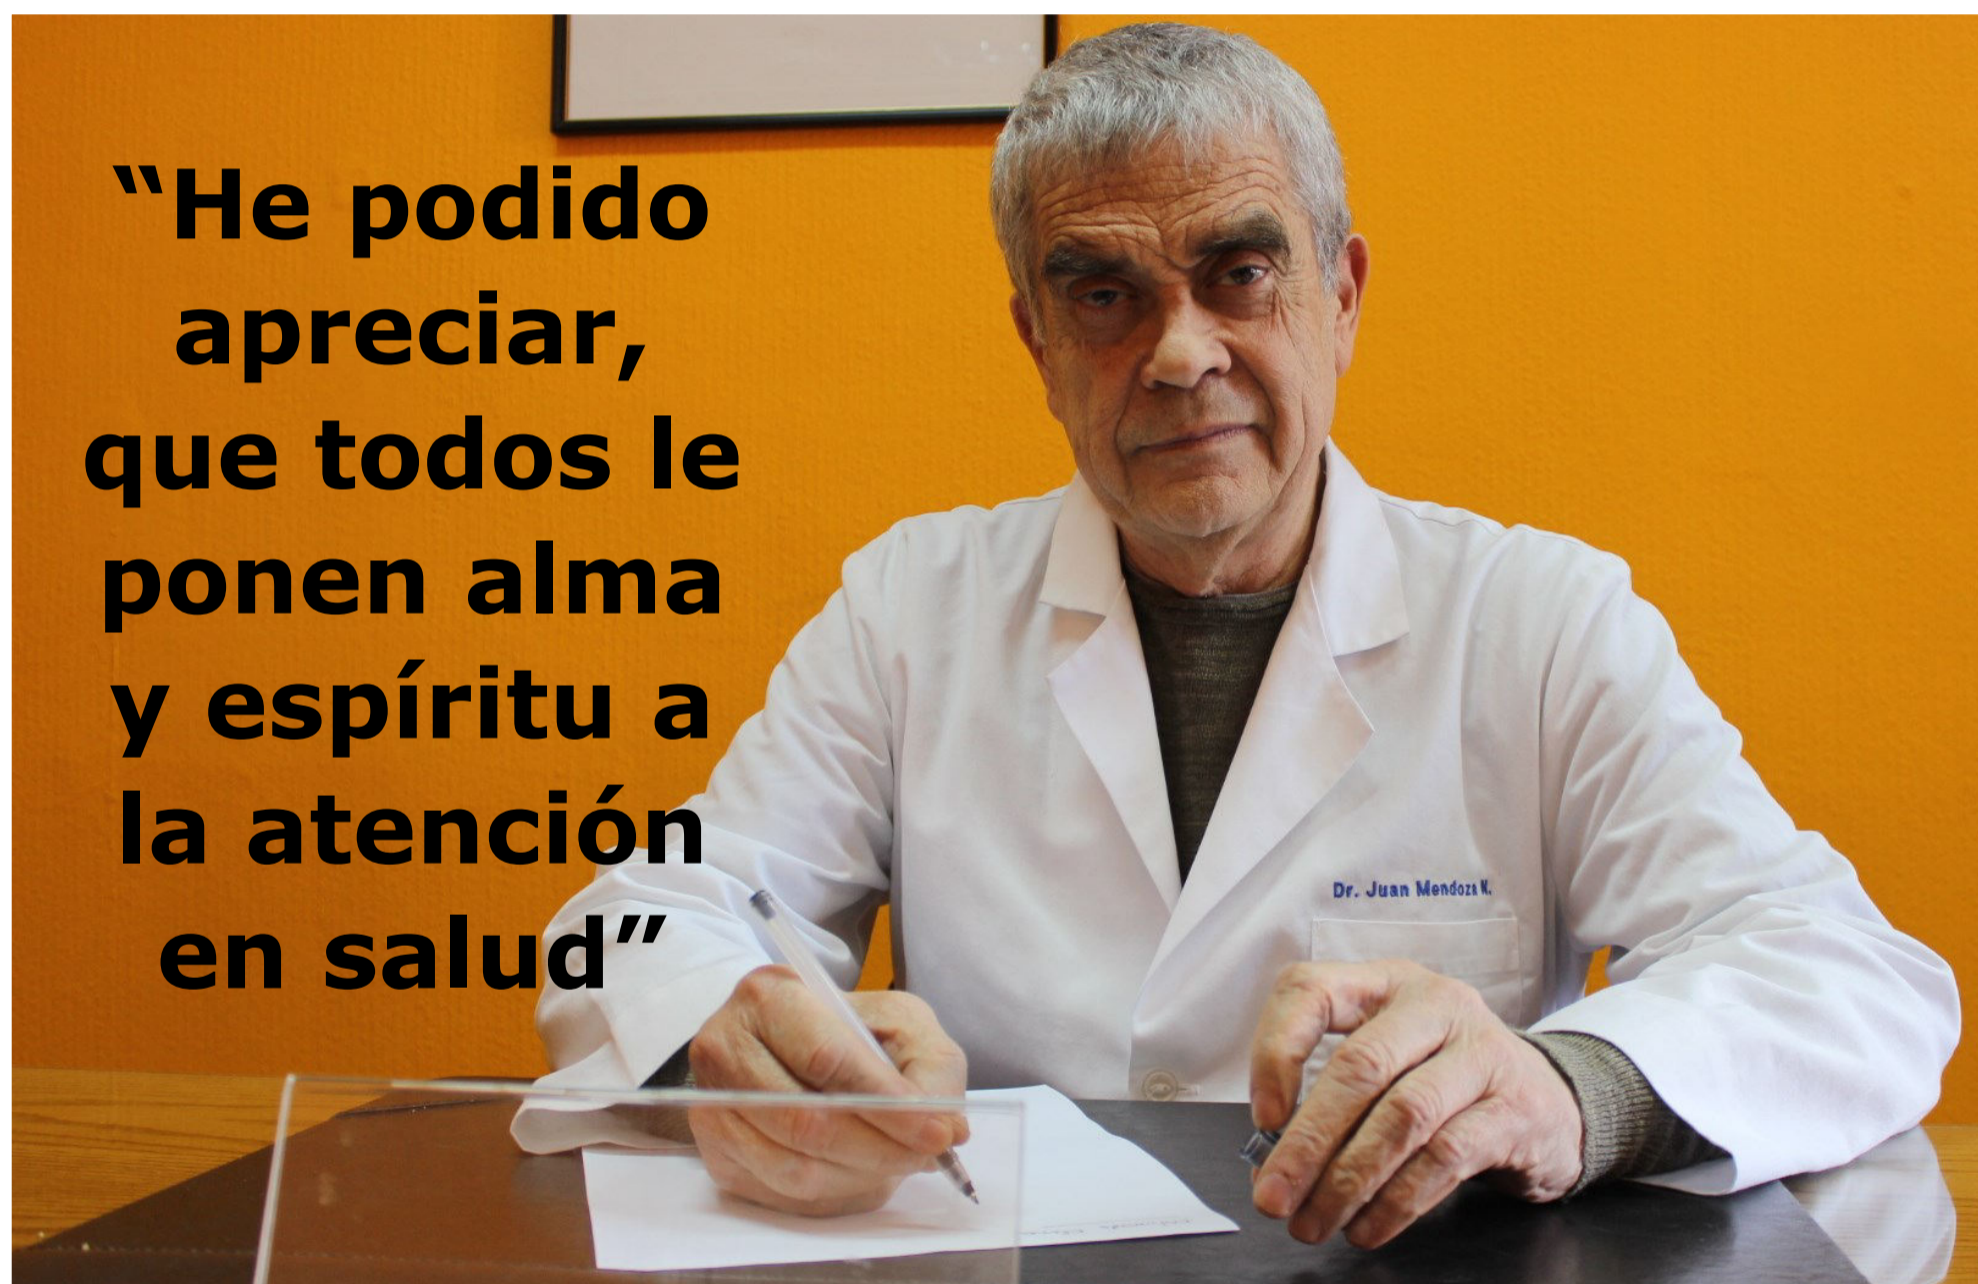 “He podido
apreciar,
que todos le
ponen alma
y espíritu a
la atención
en salud”
Dr. Juan Mendoza N.